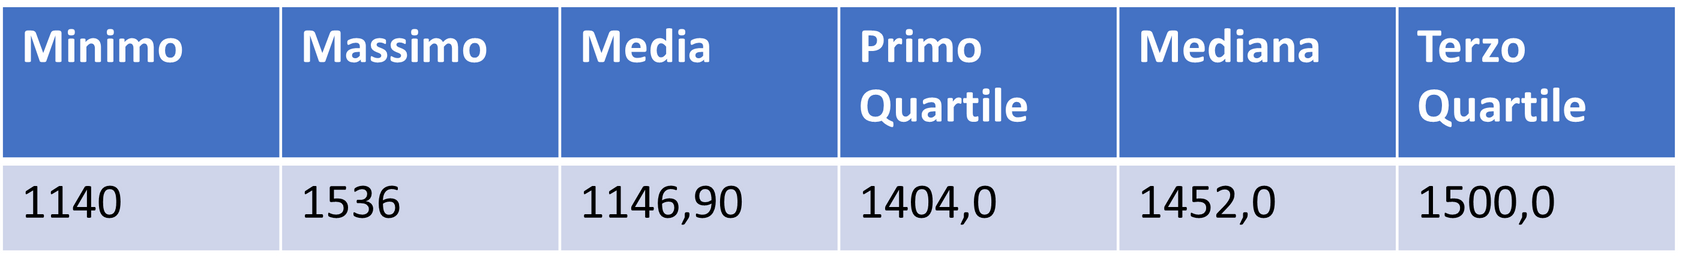 Minimo
Massimo
Media
Primo
Quartile
Mediana
Terzo
Quartile
1140
1536
1146,90
1404,0
1452,0
1500,0